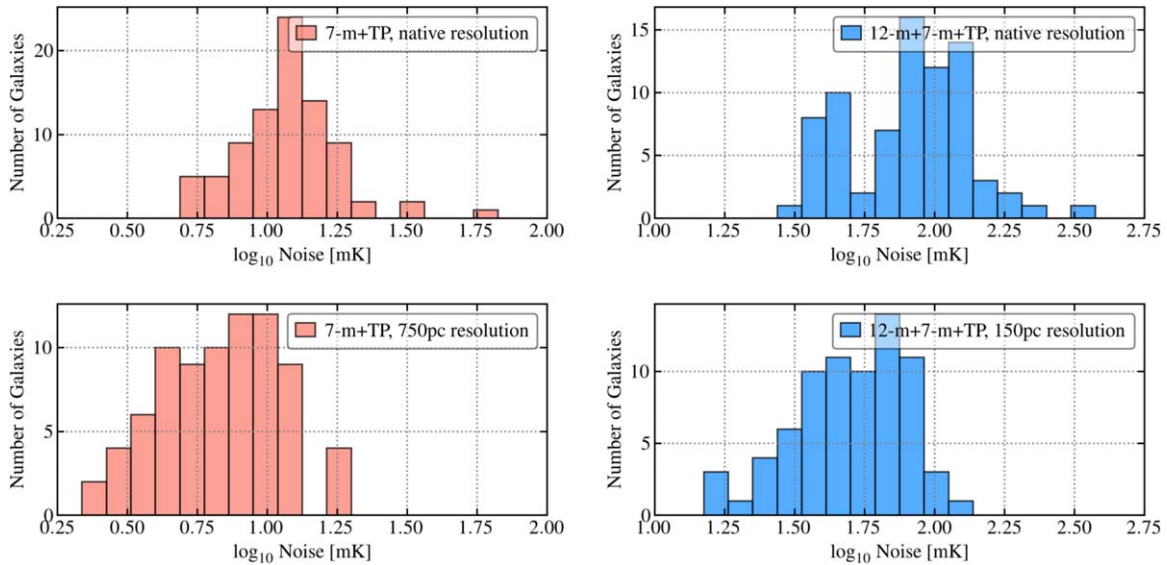 7-m+TP, native resolution
20
10
0
Number of Galaxies
0.25 0.50 0.75 1.00 1.25 1.50 1.75 2.00
log10 Noise [mK]
12-m+7-m+TP, native resolution
15
10
5
0
Number of Galaxies
1.00 1.25 1.50 1.75 2.00 2.25 2.50 2.75
log10 Noise [mK]
7-m+TP, 750pc resolution
10
5
0
Number of Galaxies
0.25 0.50 0.75 1.00 1.25 1.50 1.75 2.00
log10 Noise [mK]
12-m+7-m+TP, 150pc resolution
10
5
0
Number of Galaxies
1.00 1.25 1.50 1.75 2.00 2.25 2.50 2.75
log10 Noise [mK]